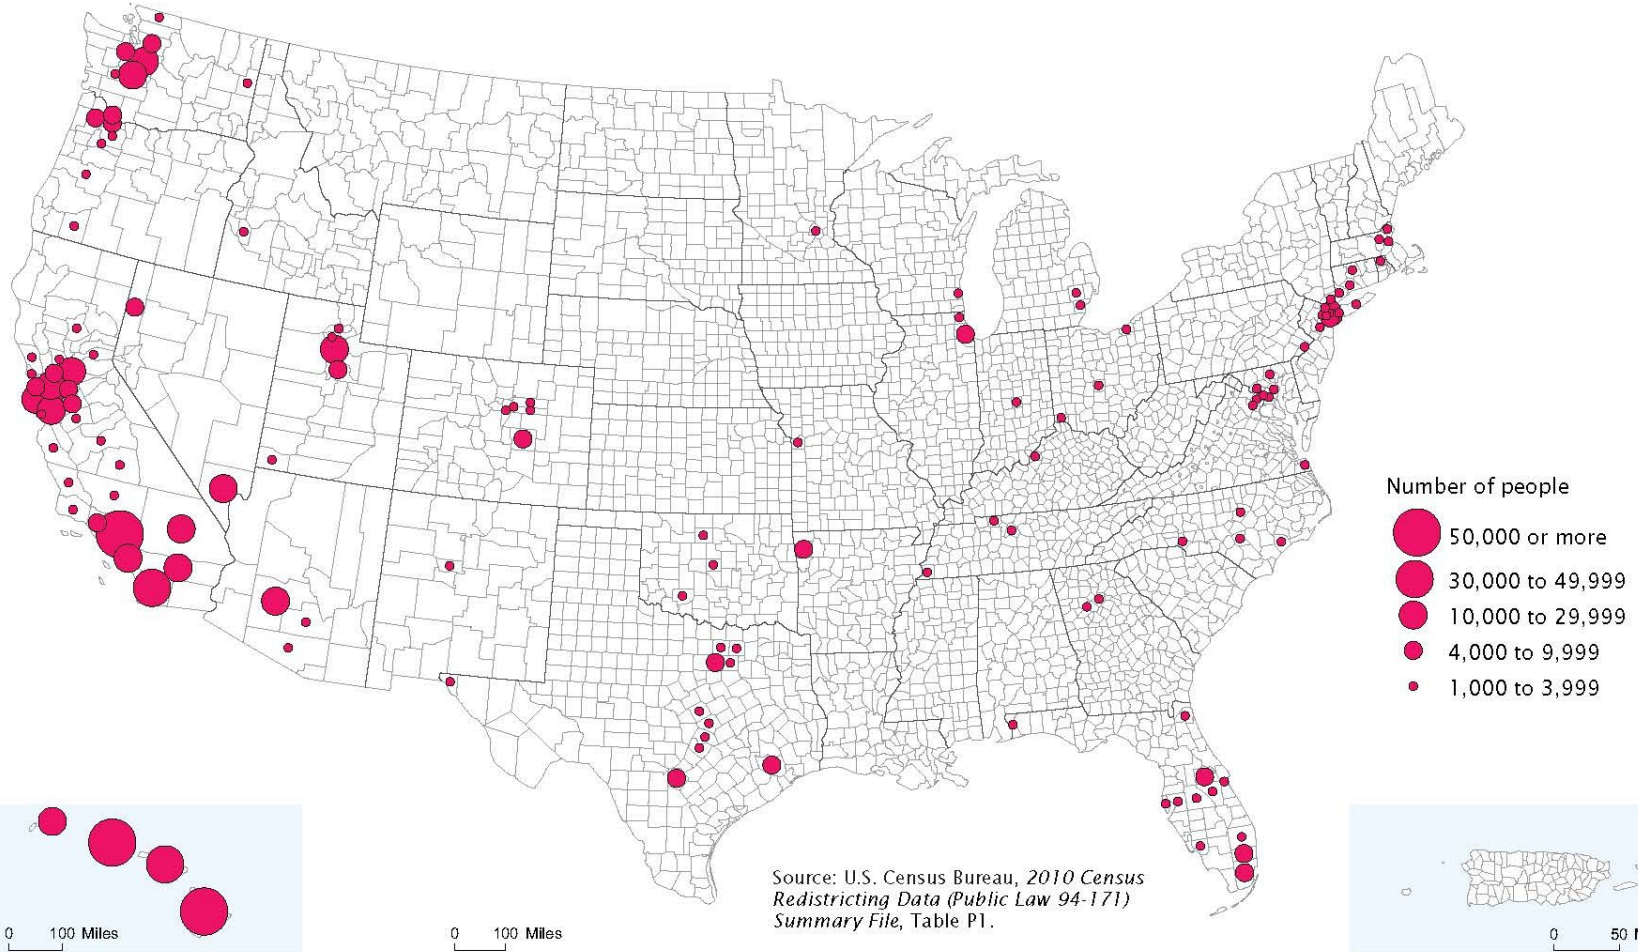 Number of people
50,000 or more
30,000 to 49,999
10,000 to 29,999
4,000 to 9,999
1,000 to 3,999
Source: U.S. Census Bureau, 2010 Census
Redistricting Data (Public Law 94-171)
Summary File, Table P1.
0 100 Miles
0 100 Miles
0 50 M